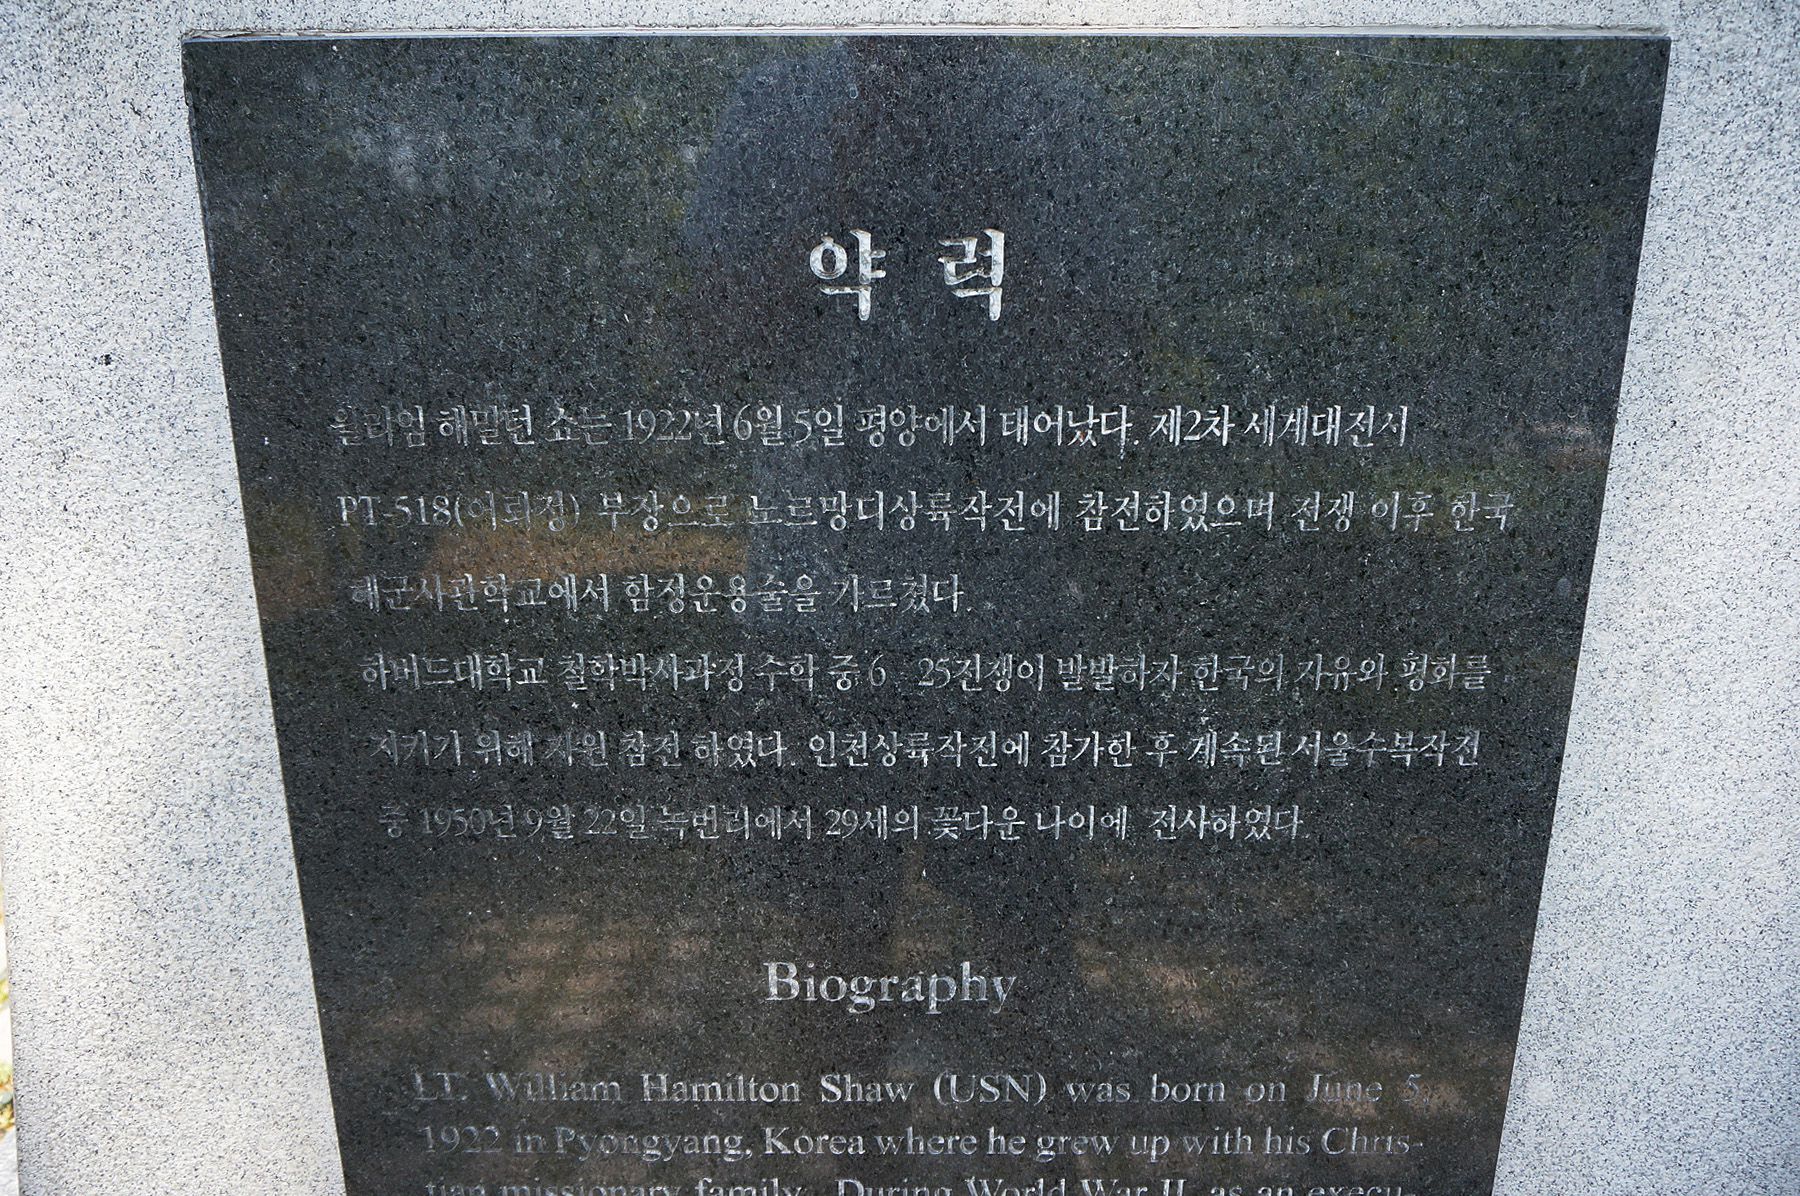 약 력
윌리엄 해밀턴 쇼는 1922년 6월 5일 평양에서 태어났다. 제2차 세계대전시
PT-518(어뢰정) 부장으로 노르망디상륙작전에 참전하였으며 전쟁 이후 한국
해군사관학교에서 함정운용술을 가르쳤다.
하버드대학교 철학박사과정 수학 중 6 25전쟁이 발발하자 한국의 자유와 평화를
지키기 위해 자원 참전 하였다. 인천상륙작전에 참가한 후 계속된 서울수복작전
중 1950년 9월 22일 녹번리에서 29세의 꽃다운 나이에 전사하였다.
Biography
LT. William Hamilton Shaw (USN) was born on June 5,
1922 in Pyongyang, Korea where he grew up with his Chris-
tian missionary family. During World War II, as an execu-